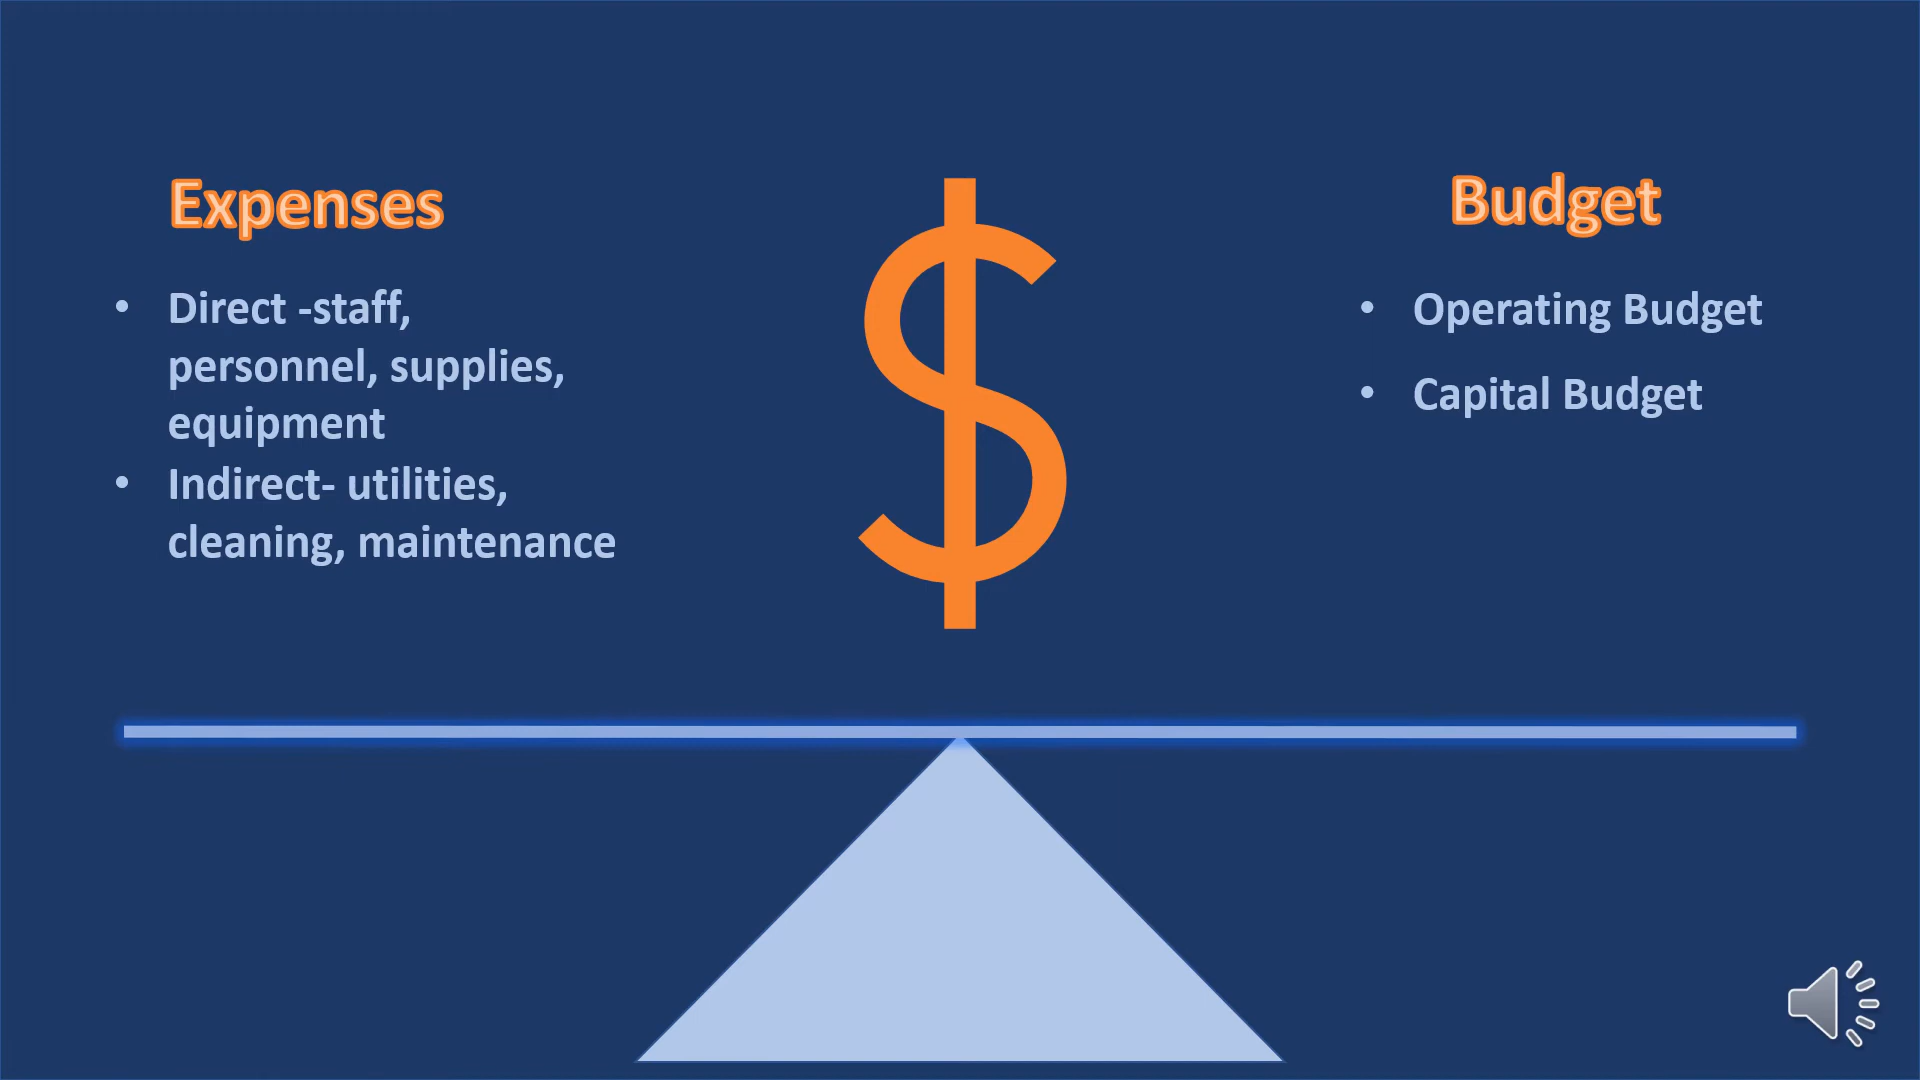 Expenses
• Direct -staff,
personnel, supplies,
equipment
• Indirect- utilities,
cleaning, maintenance
$
Budget
• Operating Budget
• Capital Budget